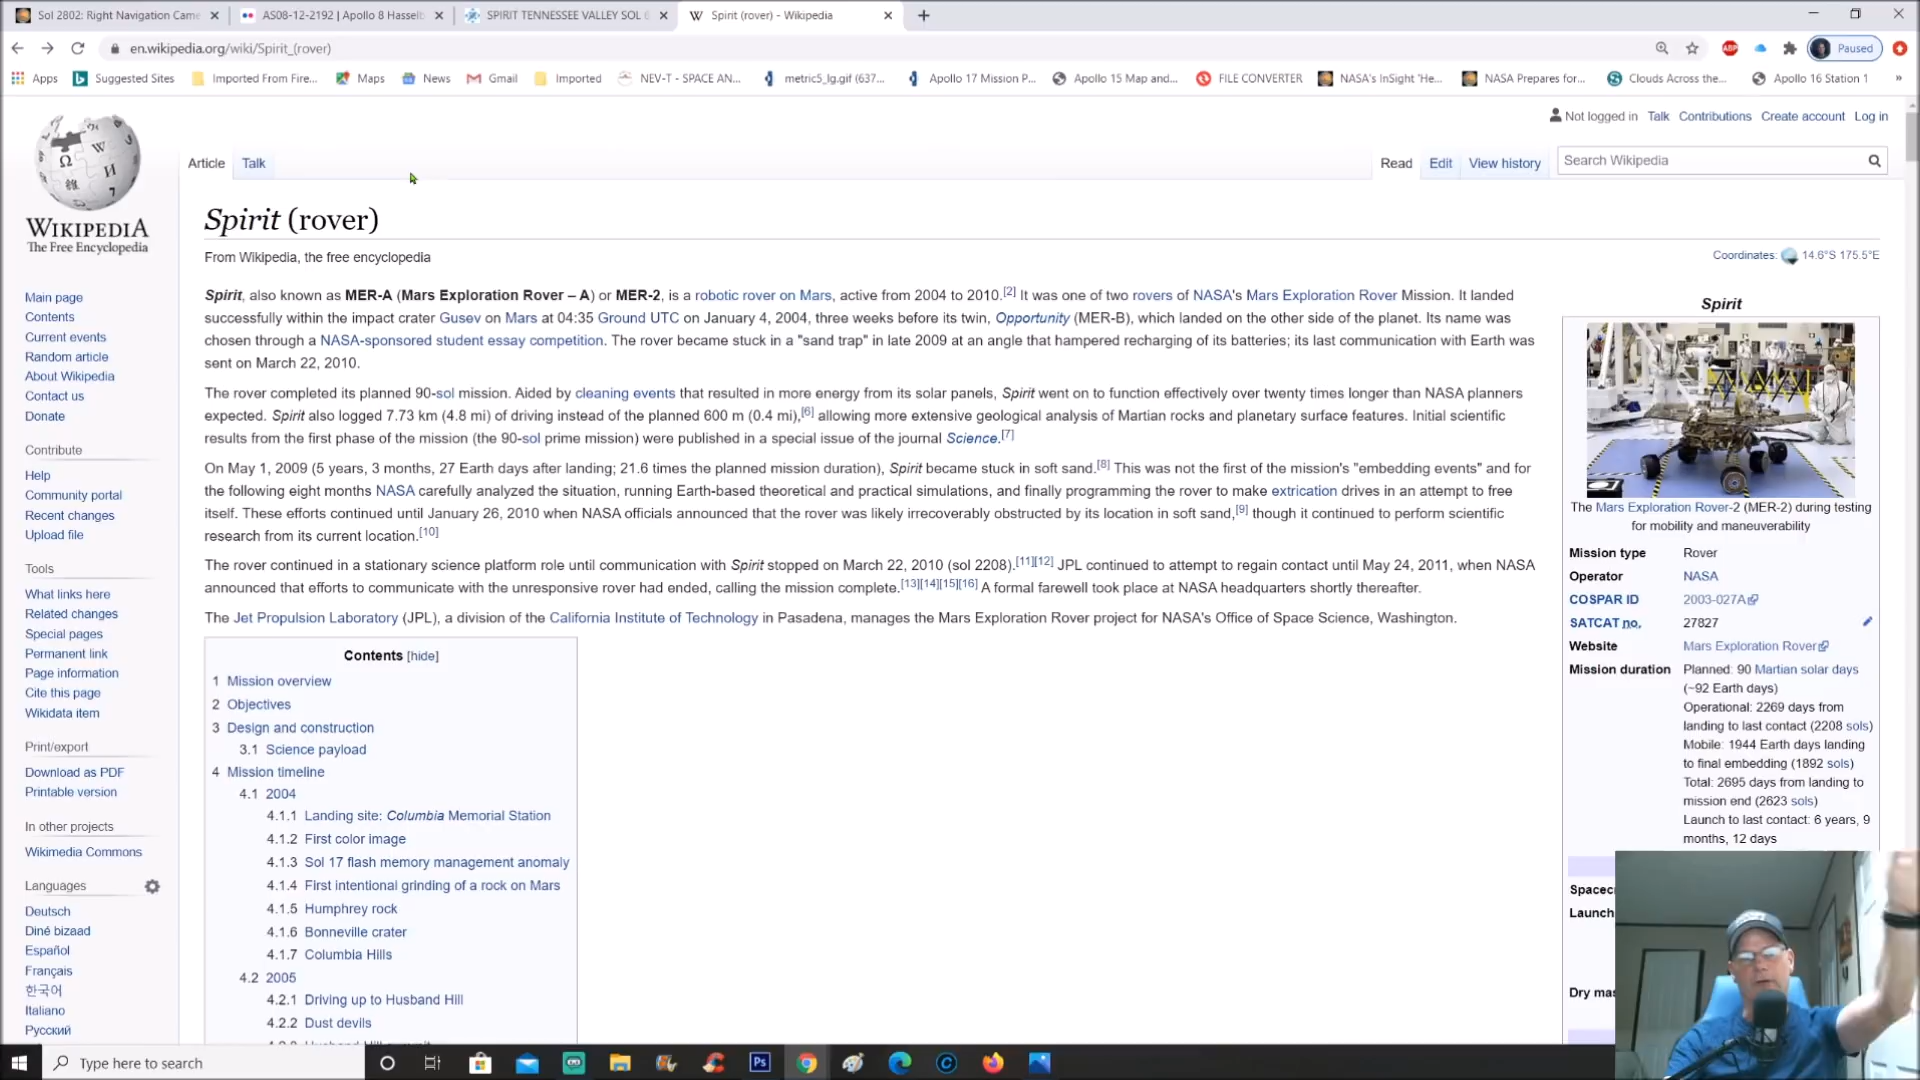 Sol 2802: Right Navigation Came
AS08-12-2192 | Apollo 8 Hasselb
SPIRIT TENNESSEE VALLEY SOL 6
Spirit (rover) - Wikipedia
en.wikipedia.org/wiki/Spirit_(rover)
ABP
Paused
Apps
Suggested Sites
Imported From Fire...
Maps
News
Gmail
Imported
NEV-T - SPACE AN...
metric5_lg.gif (637...
Apollo 17 Mission P...
Apollo 15 Map and...
FILE CONVERTER
NASA's InSight 'He...
NASA Prepares for...
Clouds Across the...
Apollo 16 Station 1
»
Not logged in Talk Contributions Create account Log in
Article Talk
Read Edit View history
Search Wikipedia
WIKIPEDIA
The Free Encyclopedia
Main page
Contents
Current events
Random article
About Wikipedia
Contact us
Donate
Contribute
Help
Community portal
Recent changes
Upload file
Tools
What links here
Related changes
Special pages
Permanent link
Page information
Cite this page
Wikidata item
Print/export
Download as PDF
Printable version
In other projects
Wikimedia Commons
Languages
Deutsch
Diné bizaad
Español
Français
한국어
Italiano
Русский
Spirit (rover)
From Wikipedia, the free encyclopedia
Coordinates: 14.6°S 175.5°E
Spirit, also known as MER-A (Mars Exploration Rover – A) or MER-2, is a robotic rover on Mars, active from 2004 to 2010.[2] It was one of two rovers of NASA's Mars Exploration Rover Mission. It landed
successfully within the impact crater Gusev on Mars at 04:35 Ground UTC on January 4, 2004, three weeks before its twin, Opportunity (MER-B), which landed on the other side of the planet. Its name was
chosen through a NASA-sponsored student essay competition. The rover became stuck in a "sand trap" in late 2009 at an angle that hampered recharging of its batteries; its last communication with Earth was
sent on March 22, 2010.
The rover completed its planned 90-sol mission. Aided by cleaning events that resulted in more energy from its solar panels, Spirit went on to function effectively over twenty times longer than NASA planners
expected. Spirit also logged 7.73 km (4.8 mi) of driving instead of the planned 600 m (0.4 mi),[6] allowing more extensive geological analysis of Martian rocks and planetary surface features. Initial scientific
results from the first phase of the mission (the 90-sol prime mission) were published in a special issue of the journal Science.[7]
On May 1, 2009 (5 years, 3 months, 27 Earth days after landing; 21.6 times the planned mission duration), Spirit became stuck in soft sand.[8] This was not the first of the mission's "embedding events" and for
the following eight months NASA carefully analyzed the situation, running Earth-based theoretical and practical simulations, and finally programming the rover to make extrication drives in an attempt to free
itself. These efforts continued until January 26, 2010 when NASA officials announced that the rover was likely irrecoverably obstructed by its location in soft sand,[9] though it continued to perform scientific
research from its current location.[10]
The rover continued in a stationary science platform role until communication with Spirit stopped on March 22, 2010 (sol 2208).[11][12] JPL continued to attempt to regain contact until May 24, 2011, when NASA
announced that efforts to communicate with the unresponsive rover had ended, calling the mission complete.[13][14][15][16] A formal farewell took place at NASA headquarters shortly thereafter.
The Jet Propulsion Laboratory (JPL), a division of the California Institute of Technology in Pasadena, manages the Mars Exploration Rover project for NASA's Office of Space Science, Washington.
Contents [hide]
1 Mission overview
2 Objectives
3 Design and construction
3.1 Science payload
4 Mission timeline
4.1 2004
4.1.1 Landing site: Columbia Memorial Station
4.1.2 First color image
4.1.3 Sol 17 flash memory management anomaly
4.1.4 First intentional grinding of a rock on Mars
4.1.5 Humphrey rock
4.1.6 Bonneville crater
4.1.7 Columbia Hills
4.2 2005
4.2.1 Driving up to Husband Hill
4.2.2 Dust devils
Spirit
The Mars Exploration Rover-2 (MER-2) during testing
for mobility and maneuverability
Mission type Rover
Operator NASA
COSPAR ID 2003-027A
SATCAT no. 27827
Website Mars Exploration Rover
Mission duration Planned: 90 Martian solar days
(~92 Earth days)
Operational: 2269 days from
landing to last contact (2208 sols)
Mobile: 1944 Earth days landing
to final embedding (1892 sols)
Total: 2695 days from landing to
mission end (2623 sols)
Launch to last contact: 6 years, 9
months, 12 days
Spacec
Launch
Dry mas
Type here to search
Ps